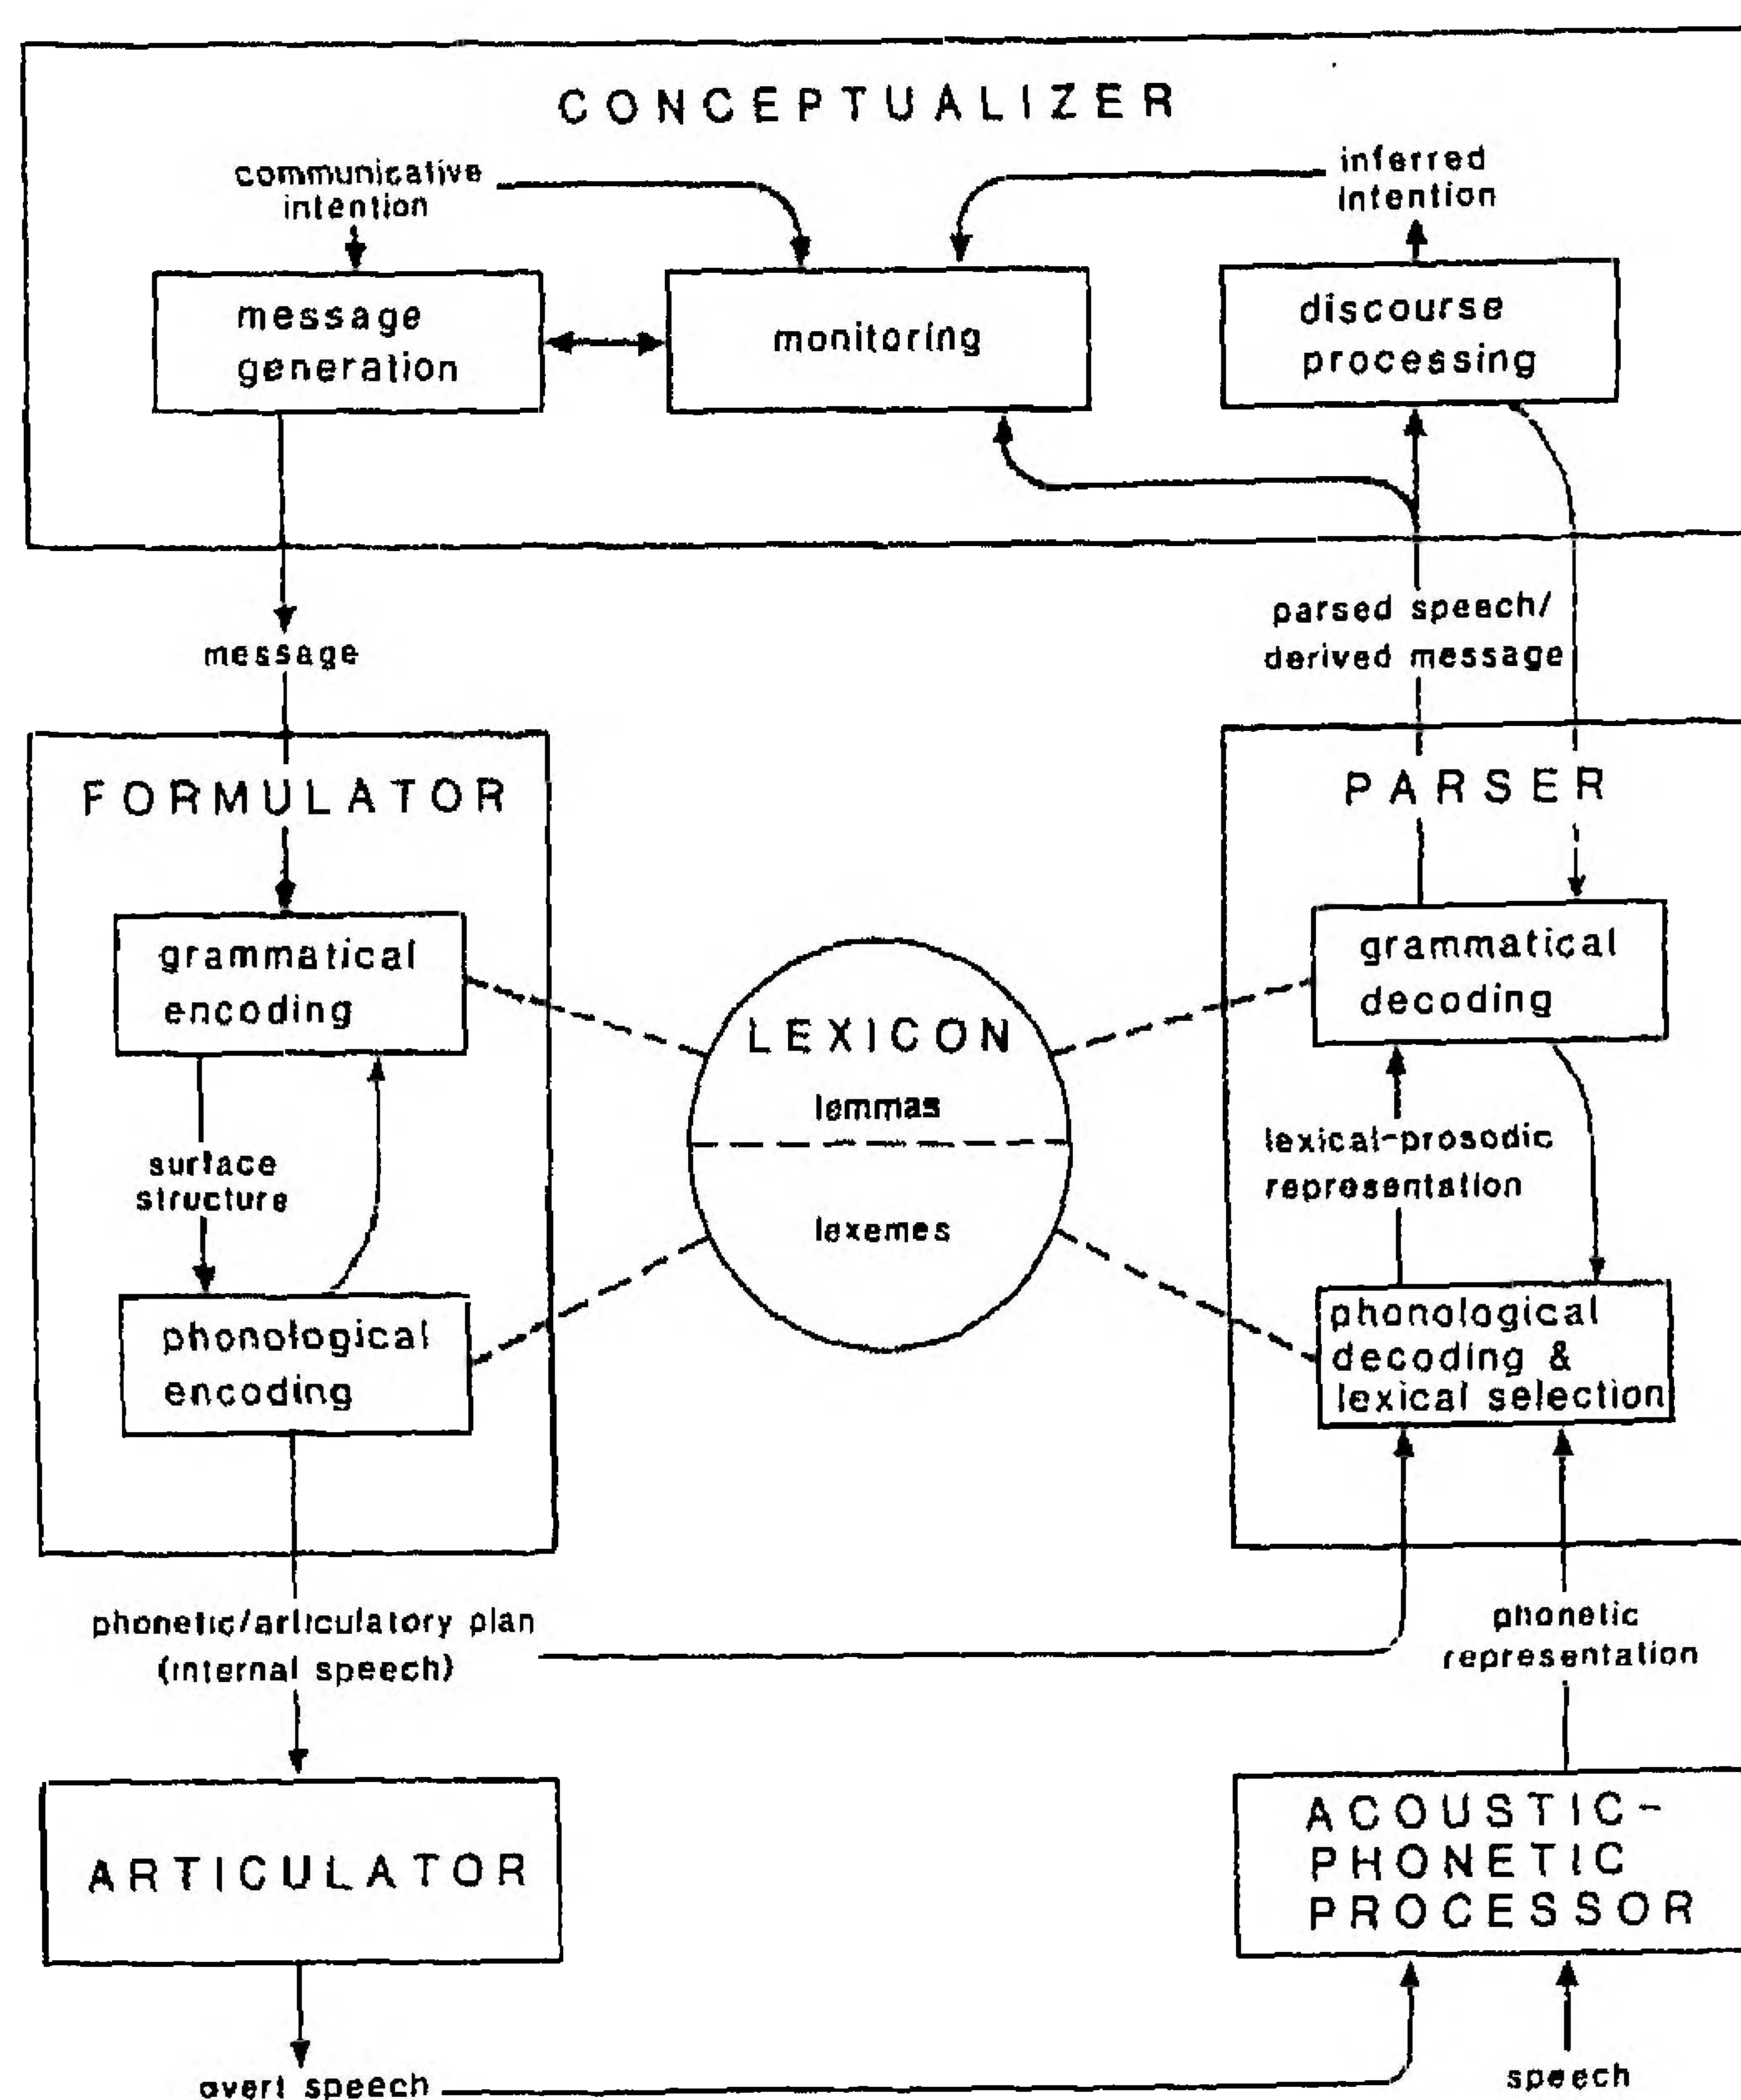 CONCEPTUALIZER
communicative
intention
inferred
intention
message
generation
monitoring
discourse
processing
message
parsed speech/
derived message
FORMULATOR
PARSER
grammatical
encoding
grammatical
decoding
LEXICON
lemmas
lexemes
surface
structure
lexical-prosodic
representation
phonological
encoding
phonological
decoding &
lexical selection
phonetic/articulatory plan
(internal speech)
phonetic
representation
ARTICULATOR
ACOUSTIC-
PHONETIC
PROCESSOR
overt speech
speech